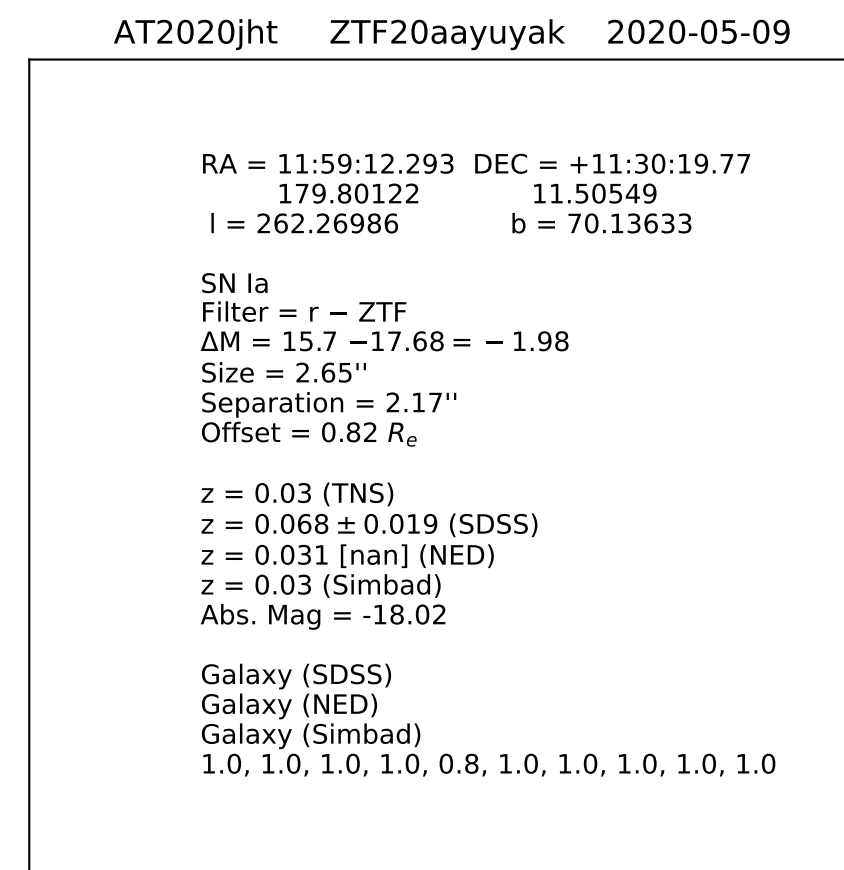 AT2020jht ZTF20aayuyak 2020-05-09
RA = 11:59:12.293 DEC = +11:30:19.77
179.80122 11.50549
l = 262.26986 b = 70.13633
SN Ia
Filter = r − ZTF
ΔM = 15.7 −17.68 = − 1.98
Size = 2.65''
Separation = 2.17''
Offset = 0.82 Rₑ
z = 0.03 (TNS)
z = 0.068 ± 0.019 (SDSS)
z = 0.031 [nan] (NED)
z = 0.03 (Simbad)
Abs. Mag = -18.02
Galaxy (SDSS)
Galaxy (NED)
Galaxy (Simbad)
1.0, 1.0, 1.0, 1.0, 0.8, 1.0, 1.0, 1.0, 1.0, 1.0